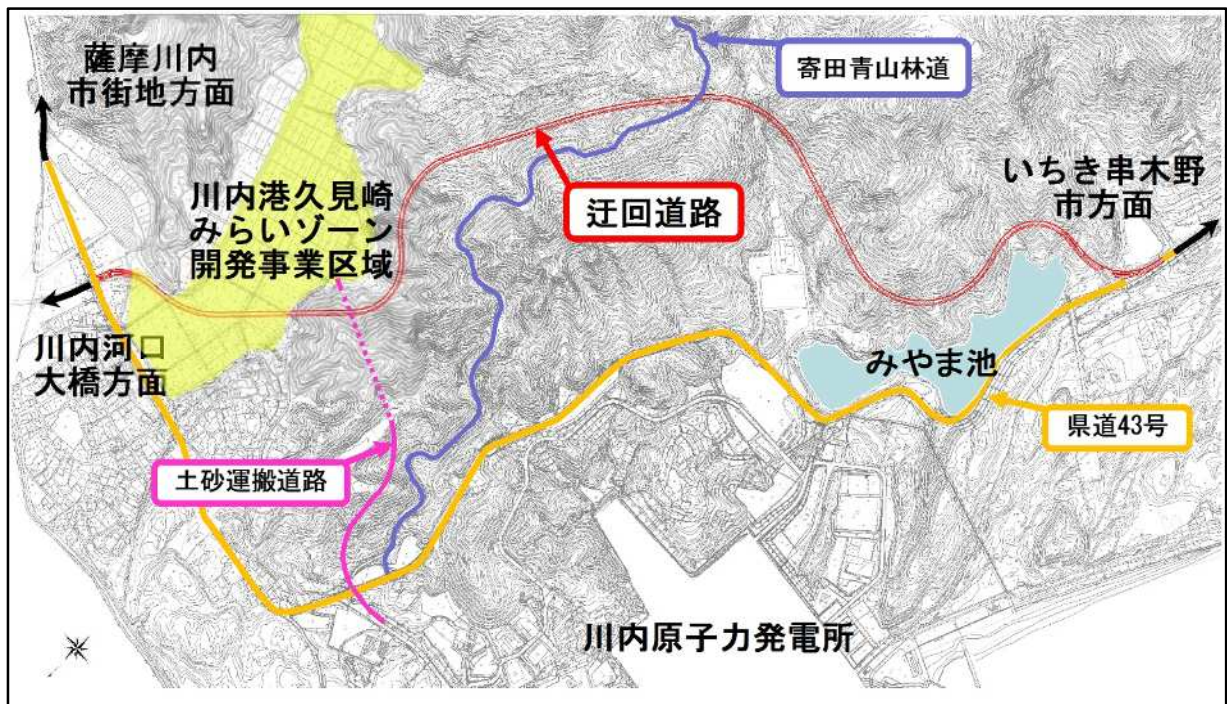 薩摩川内
市街地方面
寄田青山林道
川内港久見崎
みらいゾーン
開発事業区域
迂回道路
いちき串木野
市方面
川内河口
大橋方面
みやま池
県道43号
土砂運搬道路
川内原子力発電所